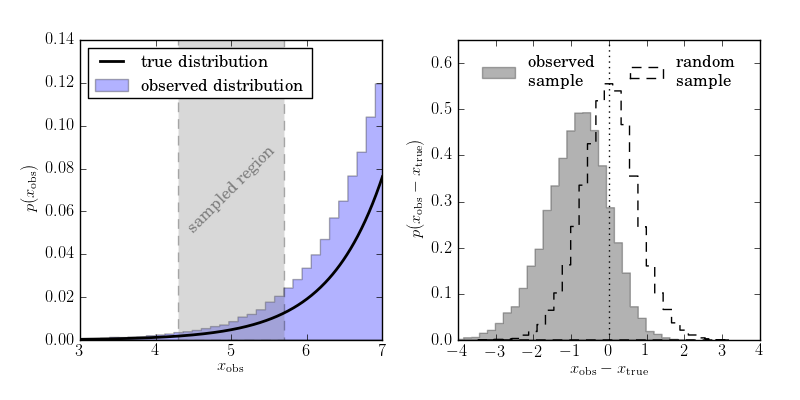 0.14
0.12
0.10
0.08
0.06
0.04
0.02
0.00
p(x_obs)
true distribution
observed distribution
sampled region
3 4 5 6 7
x_obs
0.6
0.5
0.4
0.3
0.2
0.1
0.0
p(x_obs − x_true)
observed
sample
random
sample
−4 −3 −2 −1 0 1 2 3 4
x_obs − x_true